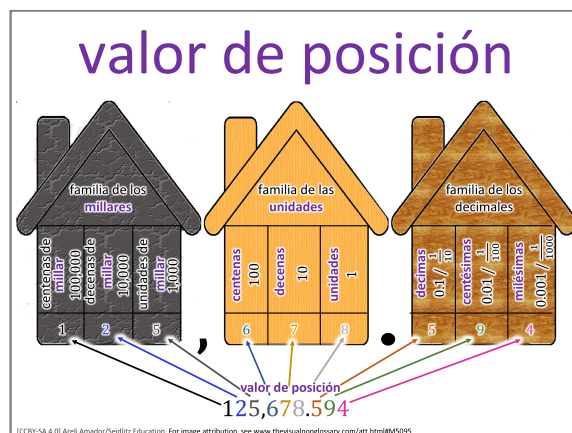 valor de posición
familia de los
millares
familia de las
unidades
familia de los
decimales
centenas de
millar
100,000
decenas de
millar
10,000
unidades de
millar
1,000
centenas
100
decenas
10
unidades
1
decimas
0.1 / 1/10
centésimas
0.01 / 1/100
milésimas
0.001 / 1/1000
1 2 5 , 6 7 8 . 5 9 4
valor de posición
125,678.594
[CCBY-SA 4.0] Areli Amador/Seidlitz Education. For image attribution, see www.thevisualnonglossary.com/att.html#M5095